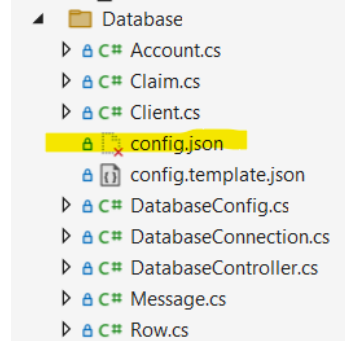 Database
C# Account.cs
C# Claim.cs
C# Client.cs
config.json
config.template.json
C# DatabaseConfig.cs
C# DatabaseConnection.cs
C# DatabaseController.cs
C# Message.cs
C# Row.cs